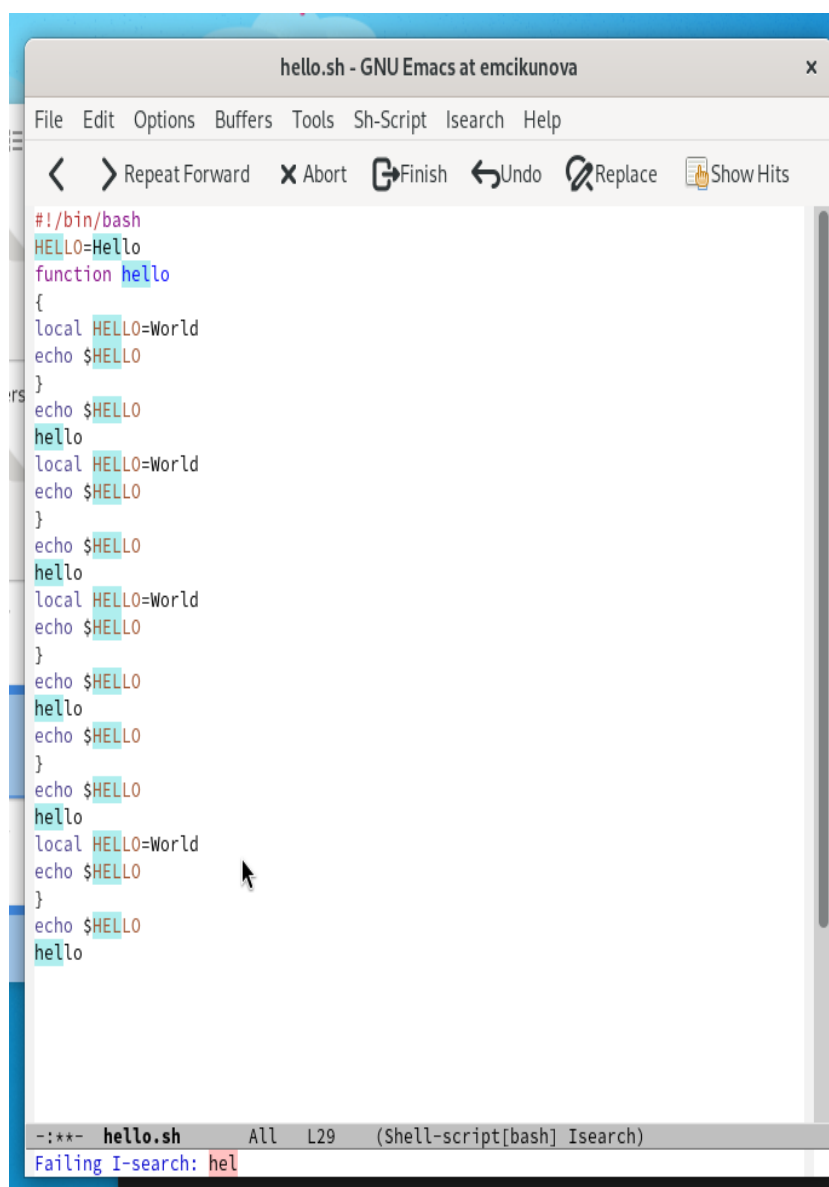 hello.sh - GNU Emacs at emcikunova x
File Edit Options Buffers Tools Sh-Script Isearch Help
Repeat Forward Abort Finish Undo Replace Show Hits
#!/bin/bash
HELLO=Hello
function hello
{
local HELLO=World
echo $HELLO
}
echo $HELLO
hello
local HELLO=World
echo $HELLO
}
echo $HELLO
hello
local HELLO=World
echo $HELLO
}
echo $HELLO
hello
echo $HELLO
}
echo $HELLO
hello
local HELLO=World
echo $HELLO
}
echo $HELLO
hello
-:**- hello.sh All L29 (Shell-script[bash] Isearch)
Failing I-search: hel